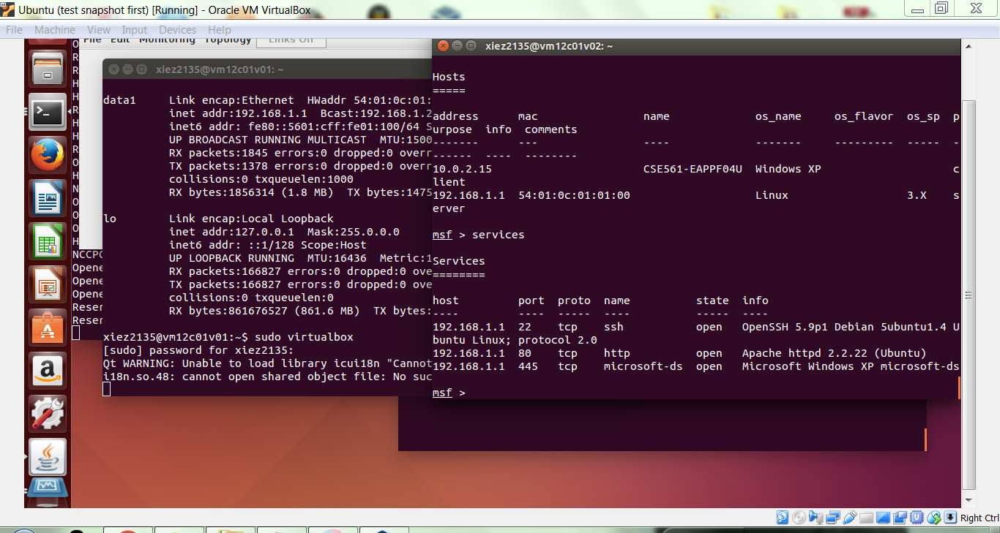 Ubuntu (test snapshot first) [Running] - Oracle VM VirtualBox
File Machine View Input Devices Help
File Edit Monitoring Topology Links Off
xiez2135@vm12c01v01: ~
data1 Link encap:Ethernet HWaddr 54:01:0c:01:
inet addr:192.168.1.1 Bcast:192.168.1.2
inet6 addr: fe80::5601:cff:fe01:100/64 S
UP BROADCAST RUNNING MULTICAST MTU:1500
RX packets:1845 errors:0 dropped:0 overr
TX packets:1378 errors:0 dropped:0 overr
collisions:0 txqueuelen:1000
RX bytes:1856314 (1.8 MB) TX bytes:1475
lo Link encap:Local Loopback
inet addr:127.0.0.1 Mask:255.0.0.0
inet6 addr: ::1/128 Scope:Host
UP LOOPBACK RUNNING MTU:16436 Metric:1
RX packets:166827 errors:0 dropped:0 ove
TX packets:166827 errors:0 dropped:0 ove
collisions:0 txqueuelen:0
RX bytes:861676527 (861.6 MB) TX bytes:
xiez2135@vm12c01v01:~$ sudo virtualbox
[sudo] password for xiez2135:
Qt WARNING: Unable to load library icui18n "Cannot
i18n.so.48: cannot open shared object file: No suc
NCCPO
Opene
Opene
Opene
Reser
Reser
xiez2135@vm12c01v02: ~
Hosts
=====
address mac name os_name os_flavor os_sp p
urpose info comments
------- --- ---- ------- --------- ----- -
------ ---- --------
10.0.2.15 CSE561-EAPPF04U Windows XP c
lient
192.168.1.1 54:01:0c:01:01:00 Linux 3.X s
erver
msf > services
Services
========
host port proto name state info
---- ---- ----- ---- ----- ----
192.168.1.1 22 tcp ssh open OpenSSH 5.9p1 Debian 5ubuntu1.4 U
buntu Linux; protocol 2.0
192.168.1.1 80 tcp http open Apache httpd 2.2.22 (Ubuntu)
192.168.1.1 445 tcp microsoft-ds open Microsoft Windows XP microsoft-ds
msf >
Right Ctrl